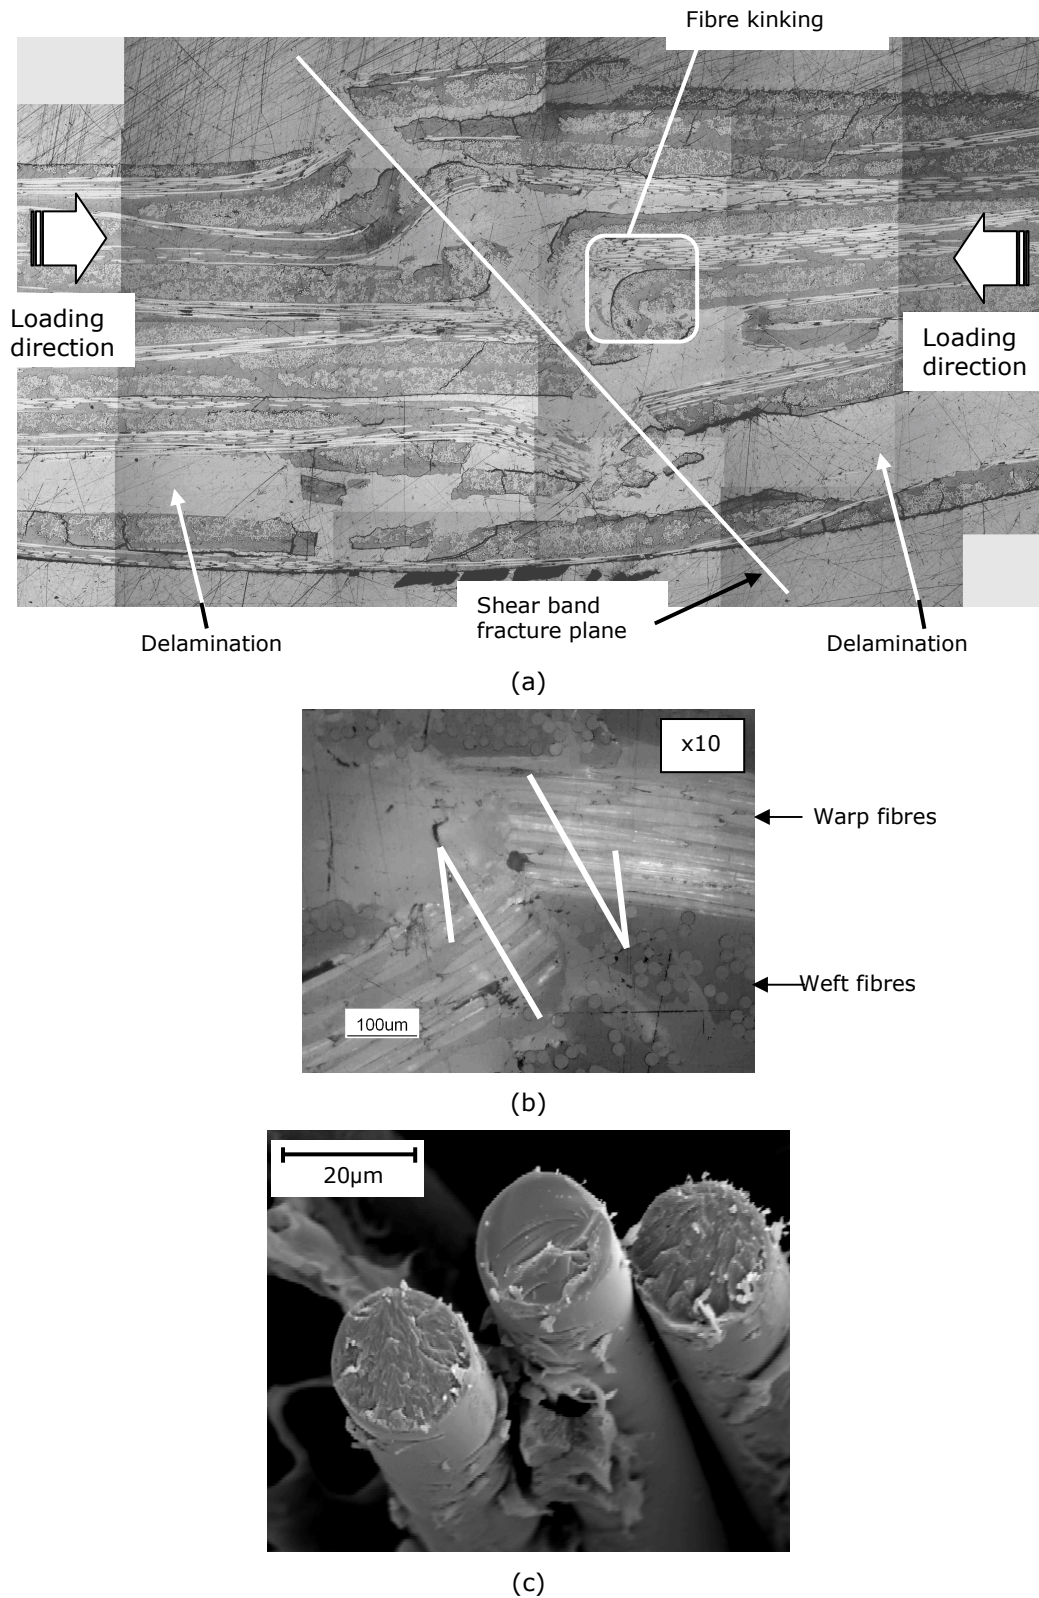 Fibre kinking
Loading
direction
Loading
direction
Delamination
Shear band
fracture plane
Delamination
(a)
x10
Warp fibres
Weft fibres
100um
(b)
20µm
(c)